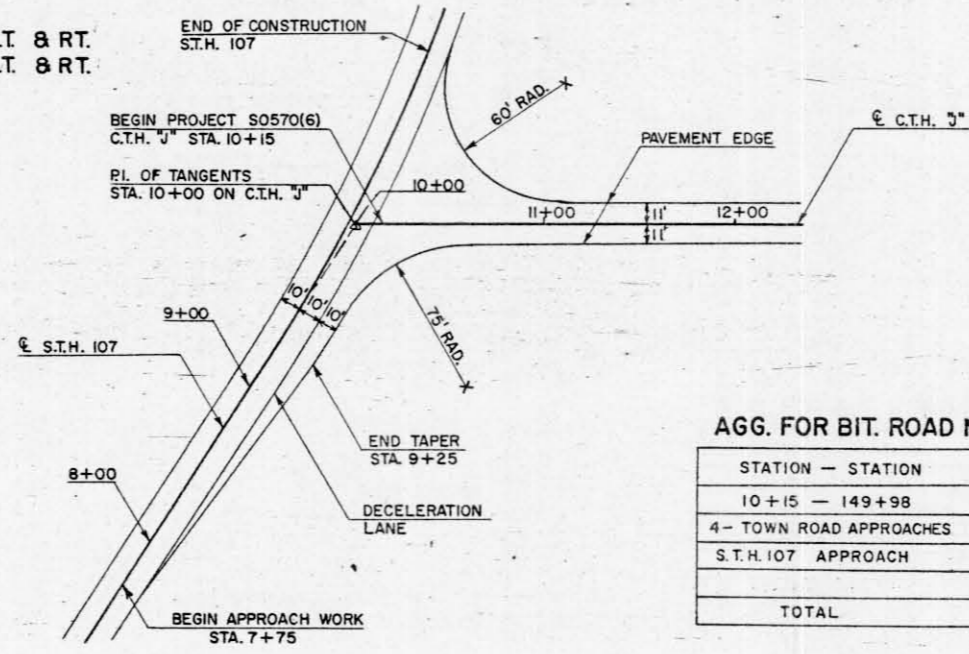 LT. & RT.
LT. & RT.
END OF CONSTRUCTION
S.T.H. 107
BEGIN PROJECT S0570(6)
C.T.H. "J" STA. 10+15
P.I. OF TANGENTS
STA. 10+00 ON C.T.H. "J"
60' RAD.
PAVEMENT EDGE
℄ C.T.H. "J"
10+00
11+00
11'
12+00
11'
10' 10' 10'
75' RAD.
9+00
℄ S.T.H. 107
END TAPER
STA. 9+25
8+00
DECELERATION
LANE
BEGIN APPROACH WORK
STA. 7+75
AGG. FOR BIT. ROAD
STATION — STATION
10+15 — 149+98
4- TOWN ROAD APPROACHES
S.T.H. 107 APPROACH
TOTAL